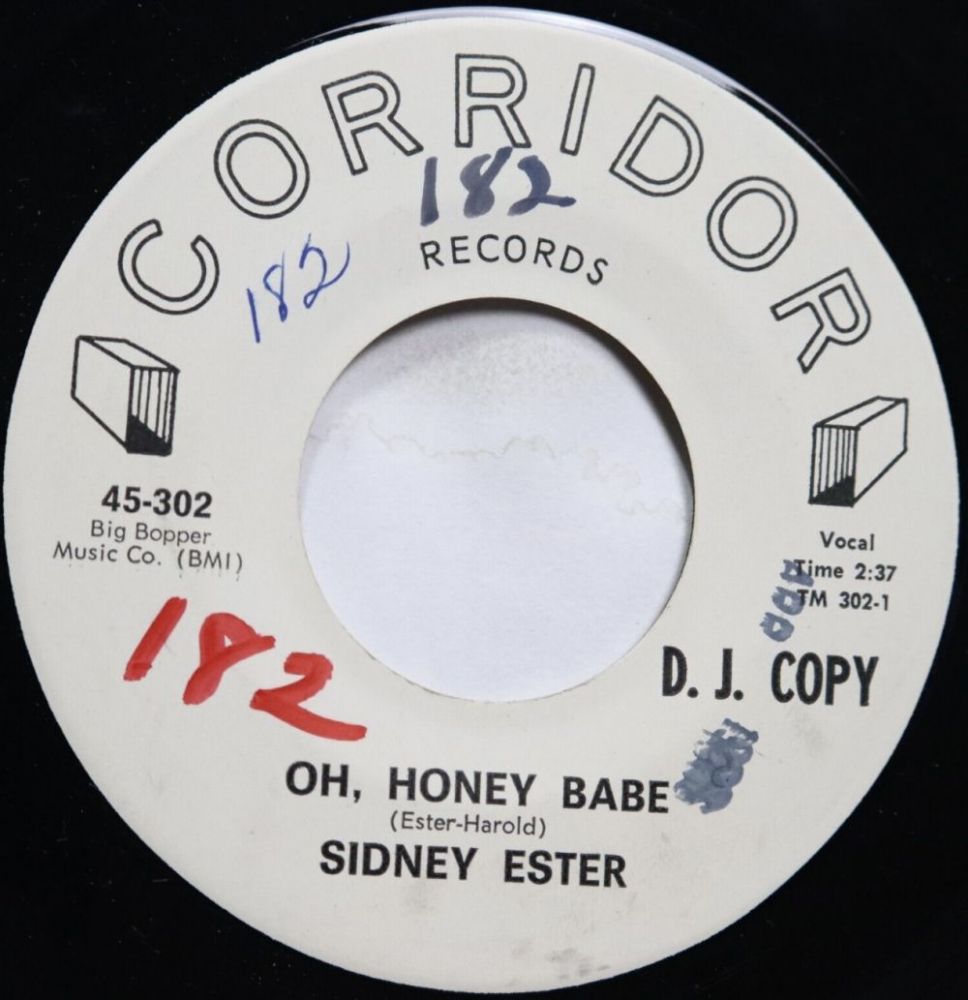 CORRIDOR
182
182
RECORDS
45-302
Big Bopper
Music Co. (BMI)
Vocal
Time 2:37
TM 302-1
182
D. J. COPY
OH, HONEY BABE
(Ester-Harold)
SIDNEY ESTER